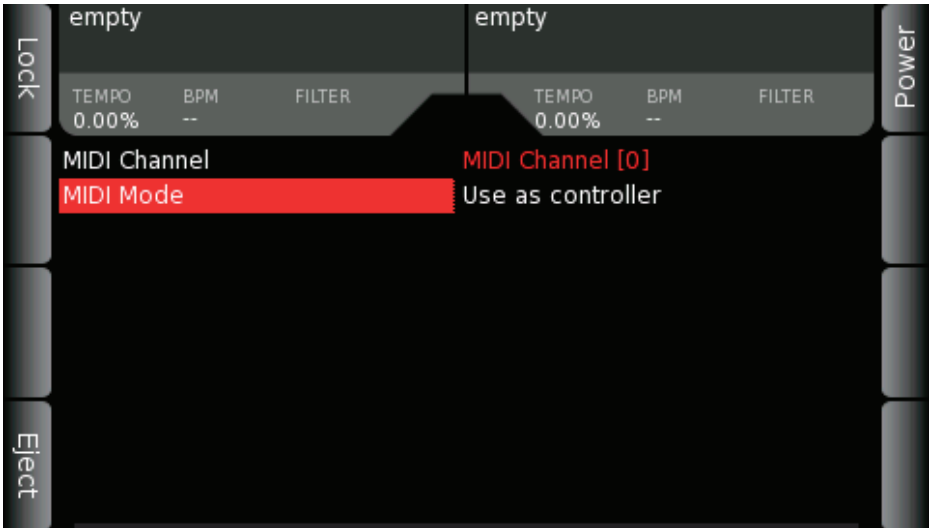 Lock
empty
TEMPO BPM FILTER
0.00% --
empty
TEMPO BPM FILTER
0.00% --
Power
MIDI Channel MIDI Channel [0]
MIDI Mode Use as controller
Eject